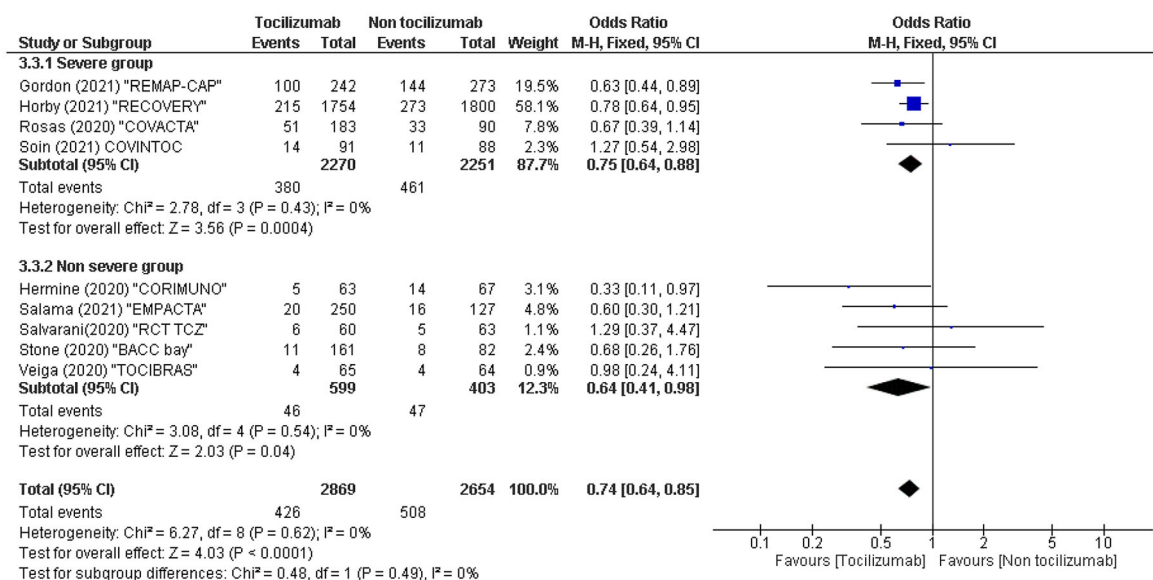 Tocilizumab Non tocilizumab Odds Ratio Odds Ratio
Study or Subgroup Events Total Events Total Weight M-H, Fixed, 95% CI M-H, Fixed, 95% CI
3.3.1 Severe group
Gordon (2021) "REMAP-CAP" 100 242 144 273 19.5% 0.63 [0.44, 0.89]
Horby (2021) "RECOVERY" 215 1754 273 1800 58.1% 0.78 [0.64, 0.95]
Rosas (2020) "COVACTA" 51 183 33 90 7.8% 0.67 [0.39, 1.14]
Soin (2021) COVINTOC 14 91 11 88 2.3% 1.27 [0.54, 2.98]
Subtotal (95% CI) 2270 2251 87.7% 0.75 [0.64, 0.88]
Total events 380 461
Heterogeneity: Chi² = 2.78, df = 3 (P = 0.43); I² = 0%
Test for overall effect: Z = 3.56 (P = 0.0004)
3.3.2 Non severe group
Hermine (2020) "CORIMUNO" 5 63 14 67 3.1% 0.33 [0.11, 0.97]
Salama (2021) "EMPACTA" 20 250 16 127 4.8% 0.60 [0.30, 1.21]
Salvarani(2020) "RCT TCZ" 6 60 5 63 1.1% 1.29 [0.37, 4.47]
Stone (2020) "BACC bay" 11 161 8 82 2.4% 0.68 [0.26, 1.76]
Veiga (2020) "TOCIBRAS" 4 65 4 64 0.9% 0.98 [0.24, 4.11]
Subtotal (95% CI) 599 403 12.3% 0.64 [0.41, 0.98]
Total events 46 47
Heterogeneity: Chi² = 3.08, df = 4 (P = 0.54); I² = 0%
Test for overall effect: Z = 2.03 (P = 0.04)
Total (95% CI) 2869 2654 100.0% 0.74 [0.64, 0.85]
Total events 426 508
Heterogeneity: Chi² = 6.27, df = 8 (P = 0.62); I² = 0%
Test for overall effect: Z = 4.03 (P < 0.0001)
Test for subgroup differences: Chi² = 0.48, df = 1 (P = 0.49), I² = 0%
0.1 0.2 0.5 1 2 5 10
Favours [Tocilizumab] Favours [Non tocilizumab]